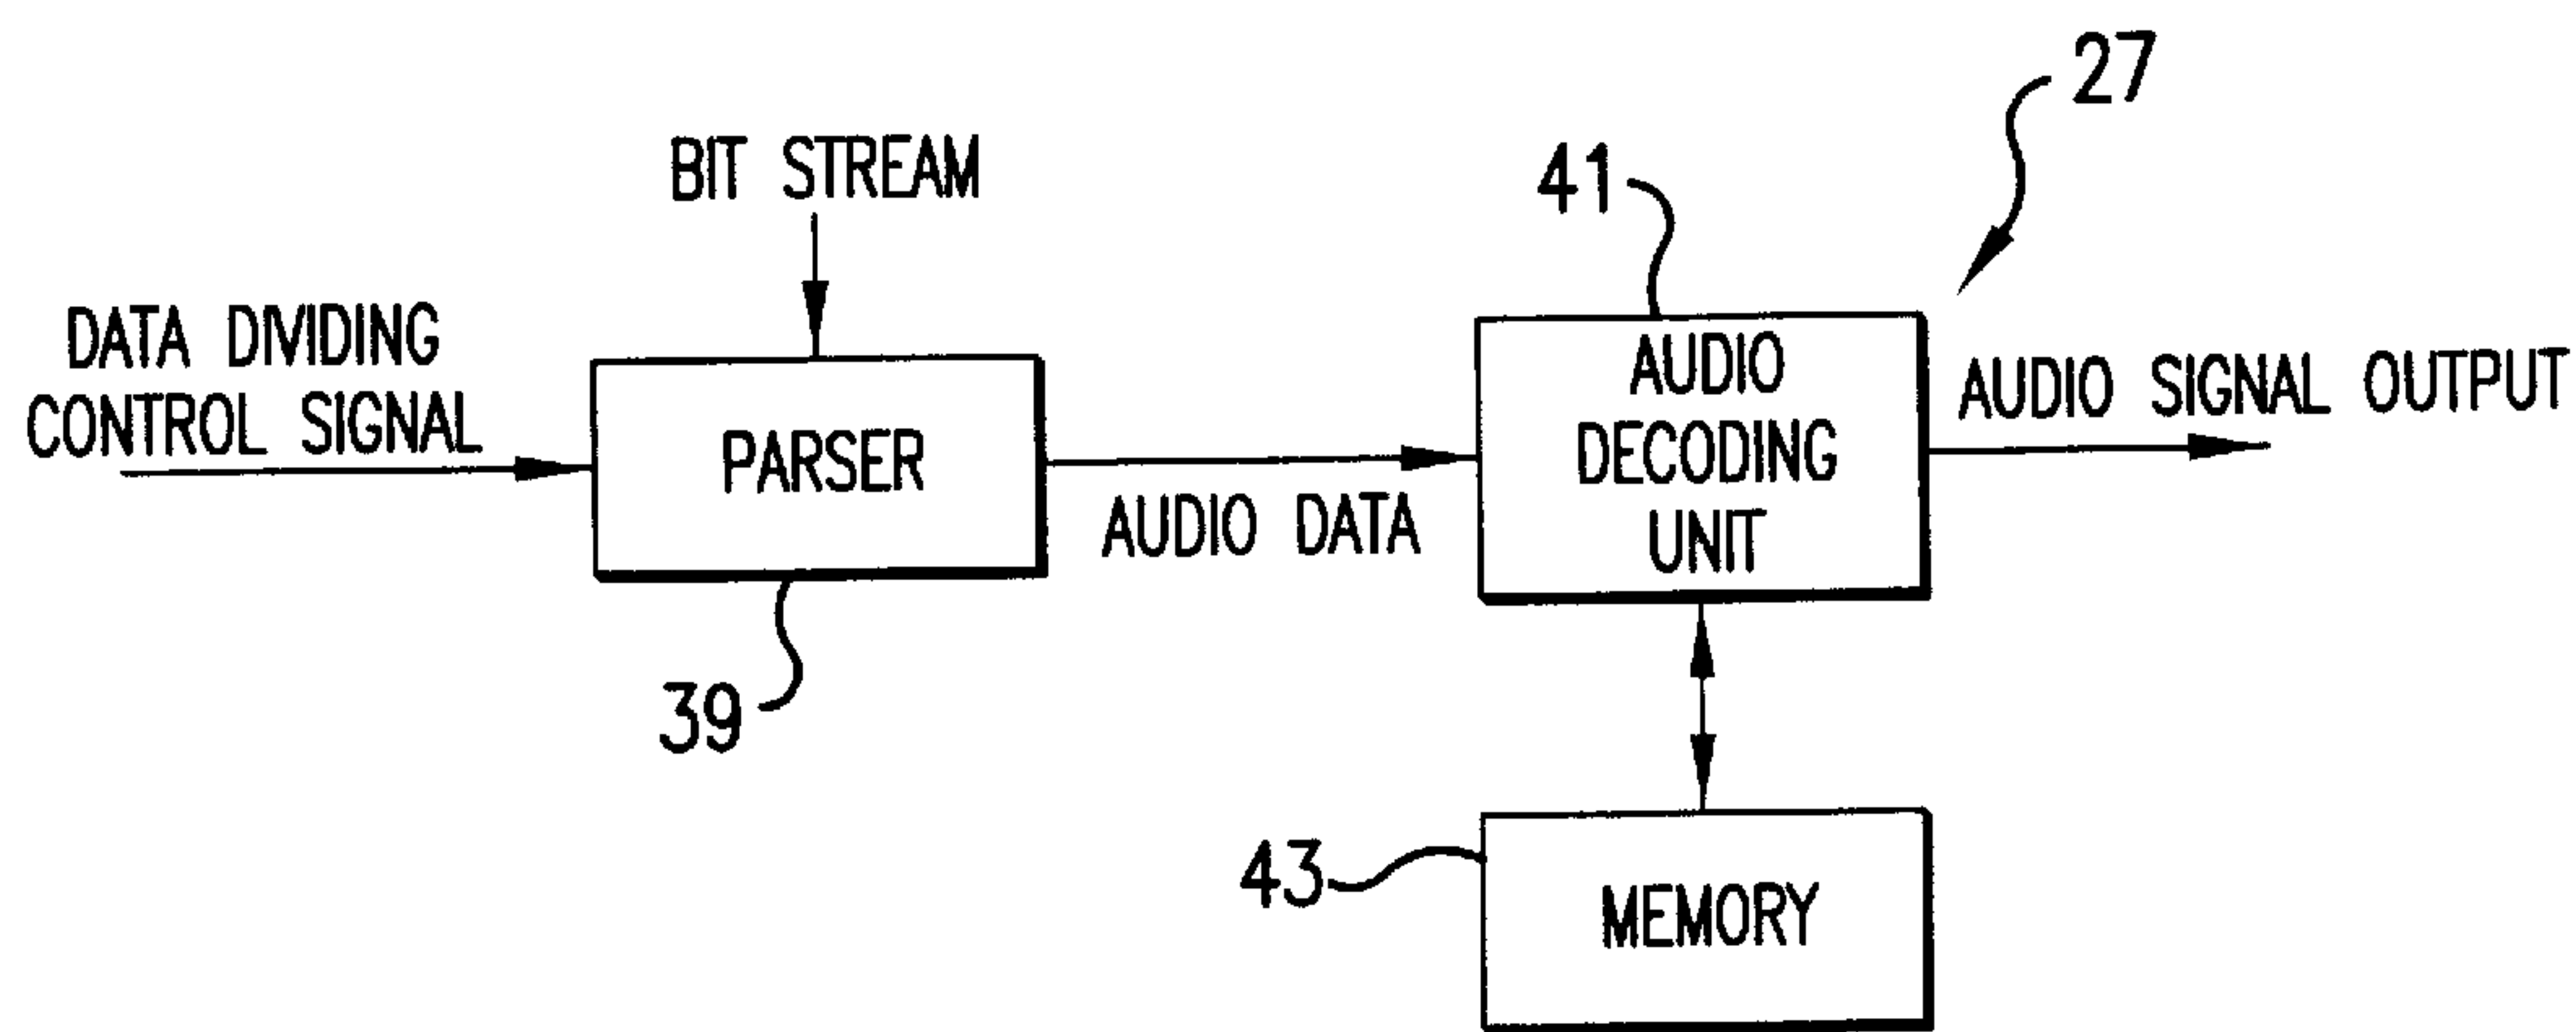 27
BIT STREAM
41
DATA DIVIDING
CONTROL SIGNAL
PARSER
AUDIO DATA
AUDIO
DECODING
UNIT
AUDIO SIGNAL OUTPUT
39
43
MEMORY